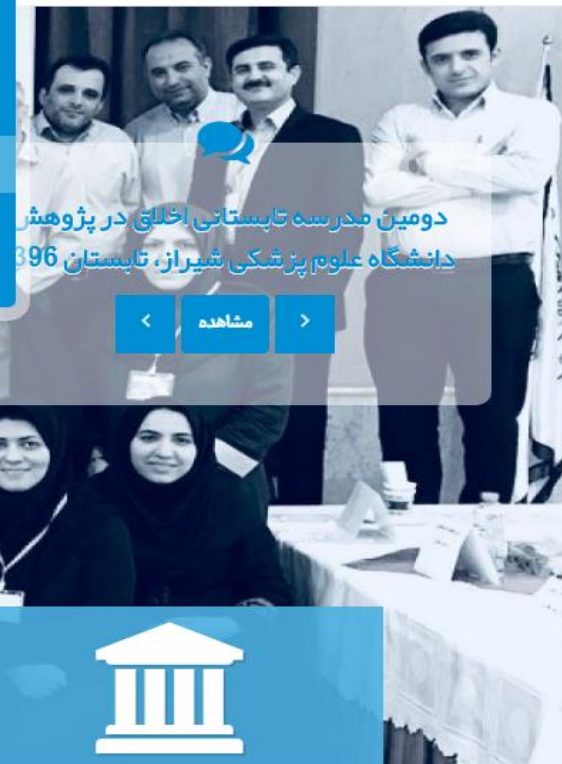 دومین مدرسه تابستانی اخلاق در پژوهش
دانشگاه علوم پزشکی شیراز، تابستان 396
مشاهده